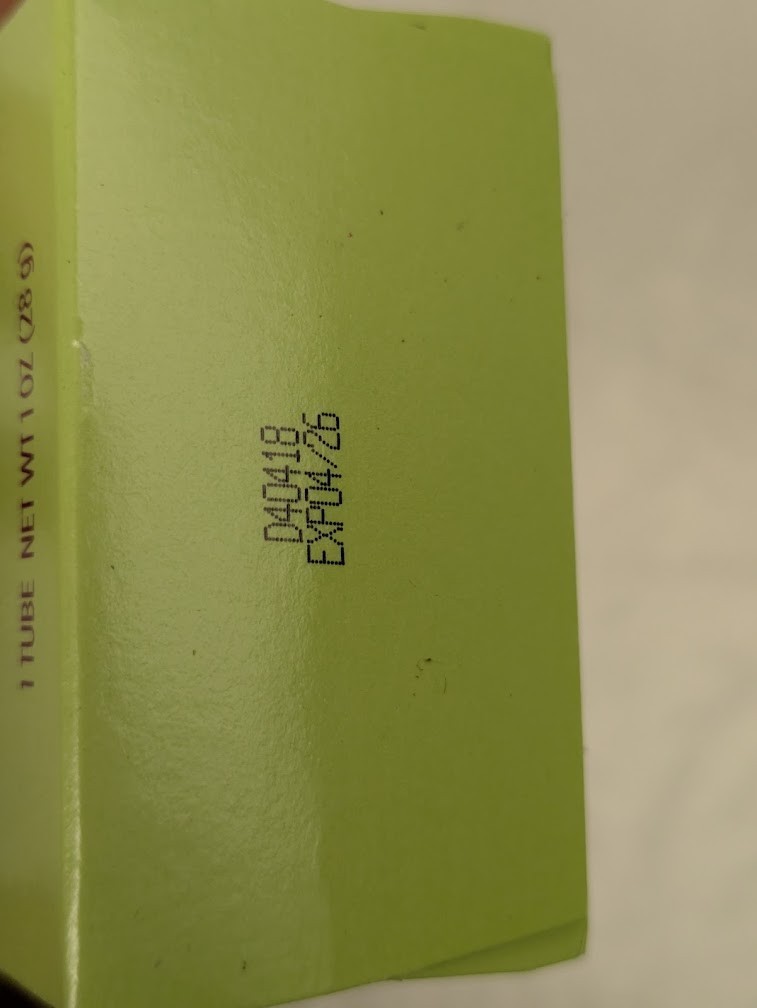 1 TUBE NET WT 1 OZ (28 g)
D40418
EXP04/26